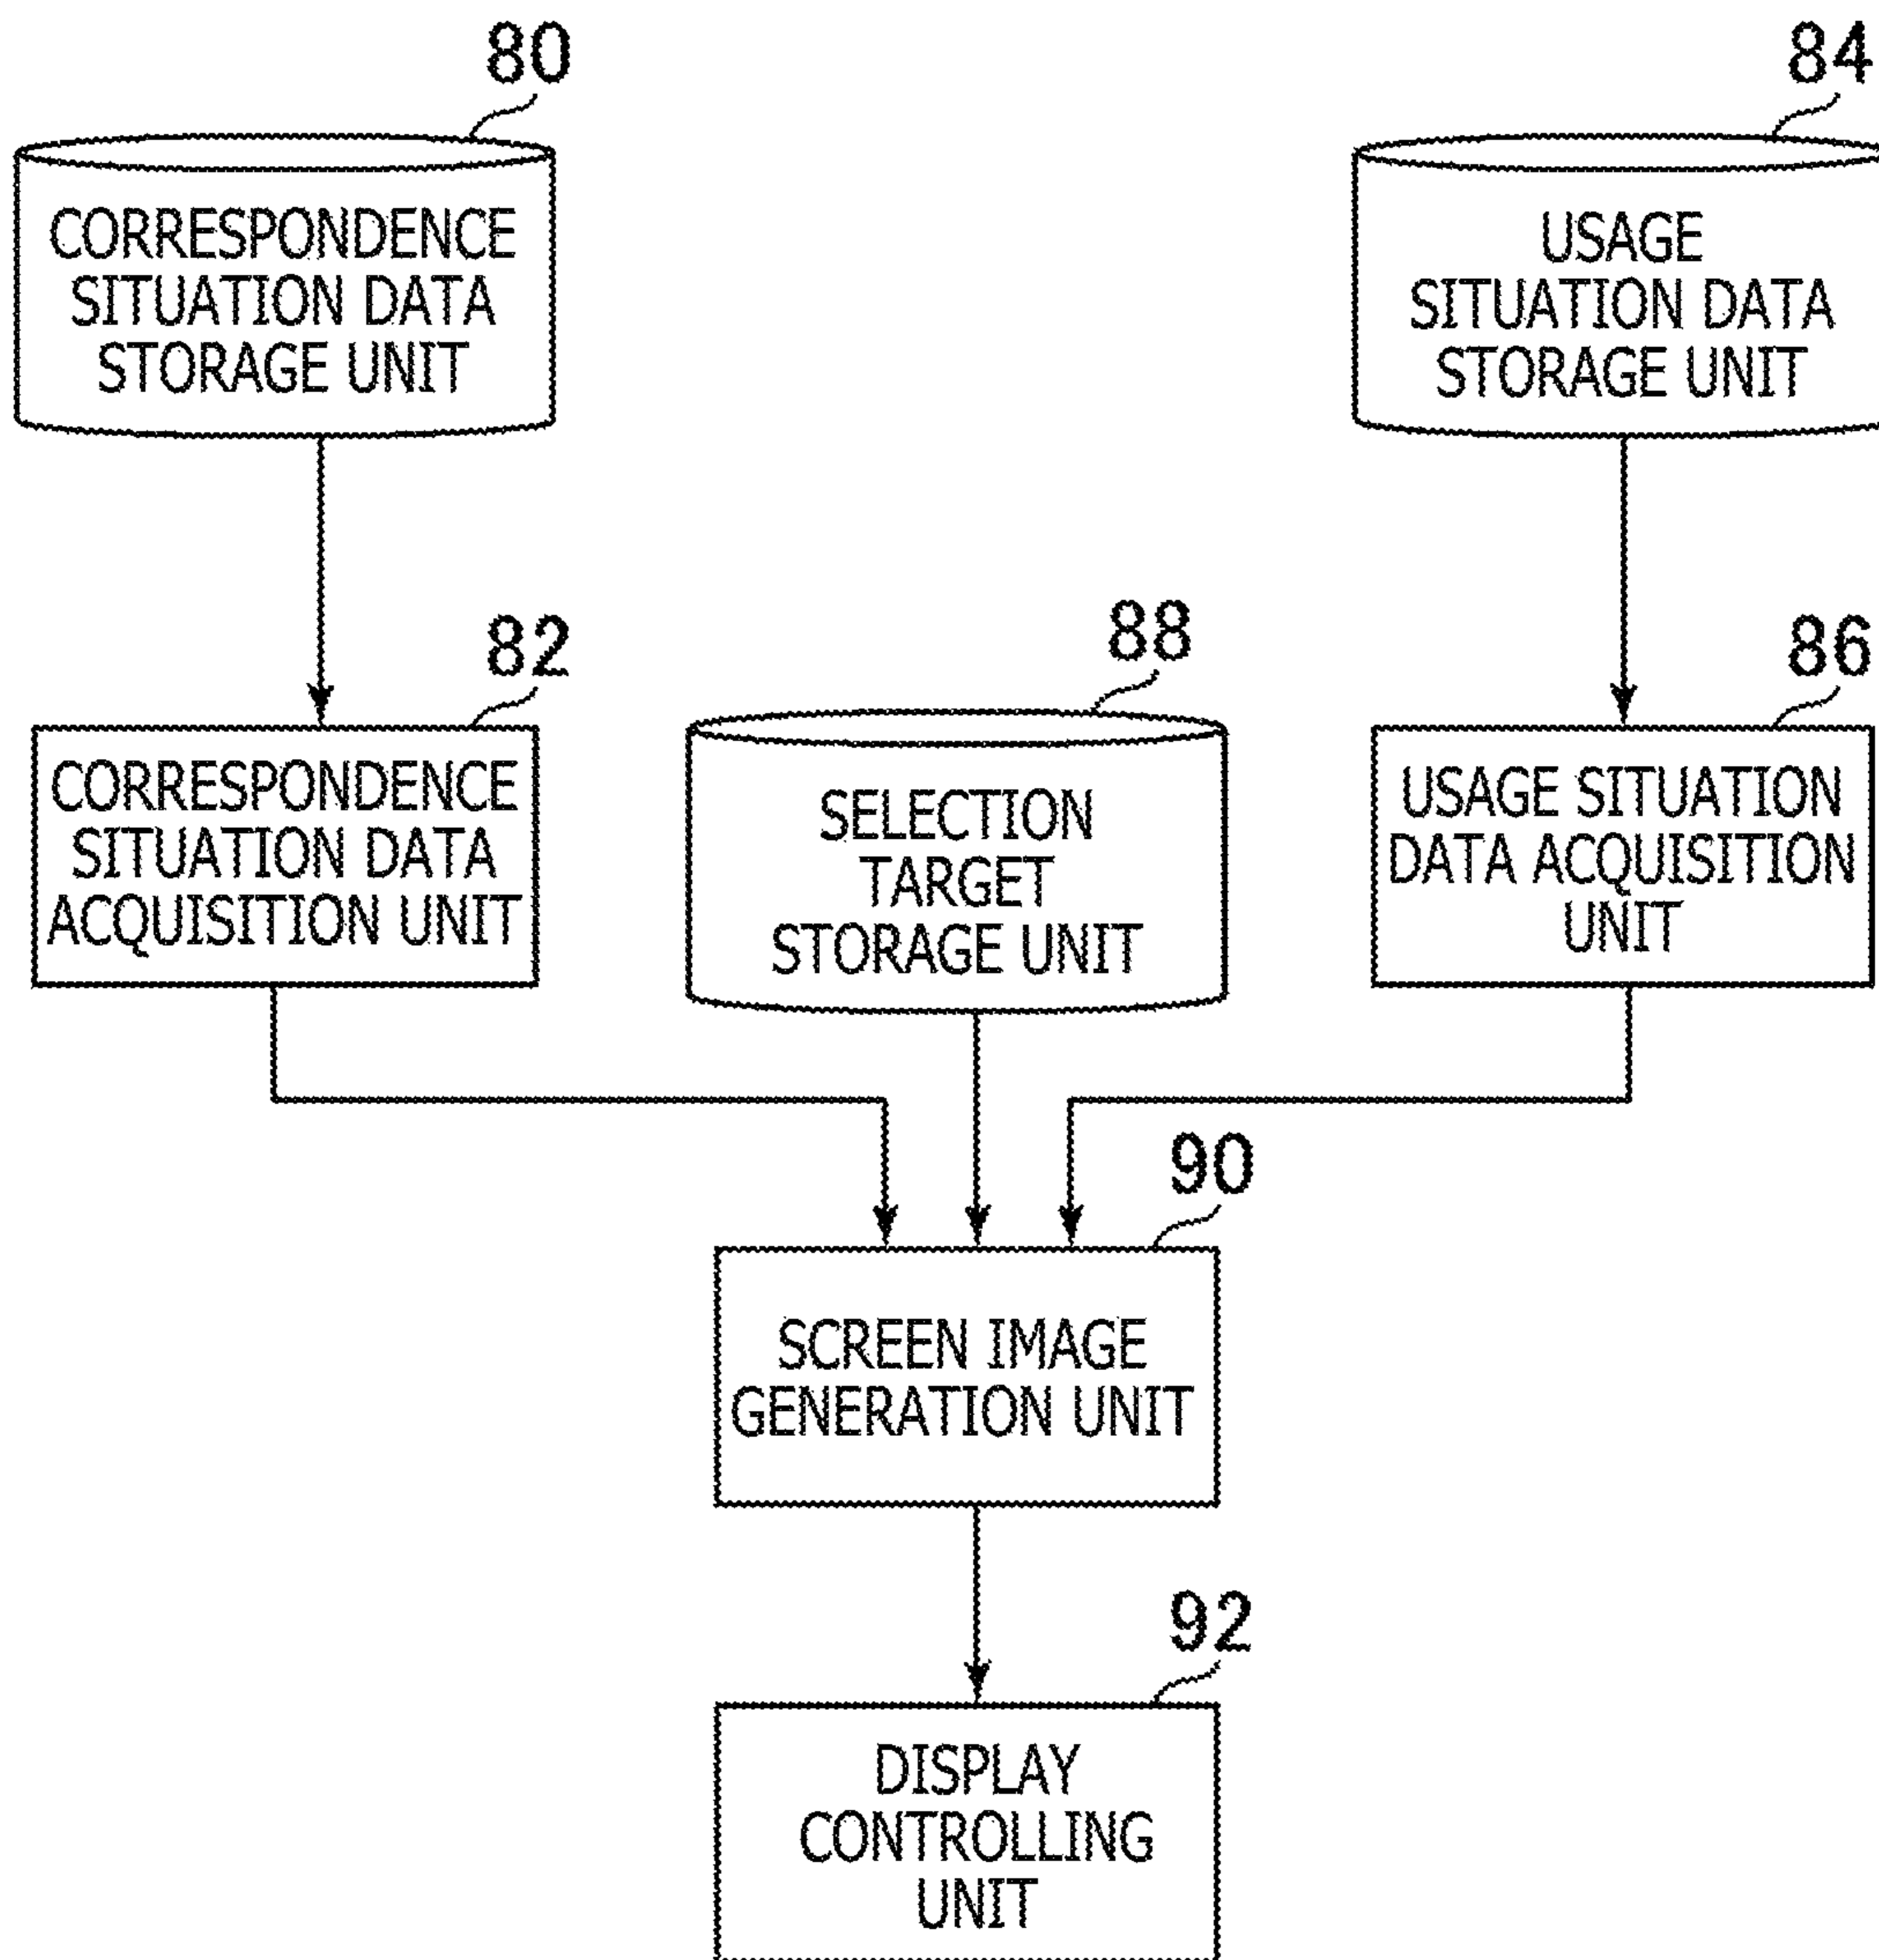 80
CORRESPONDENCE
SITUATION DATA
STORAGE UNIT
84
USAGE
SITUATION DATA
STORAGE UNIT
82
CORRESPONDENCE
SITUATION DATA
ACQUISITION UNIT
88
SELECTION
TARGET
STORAGE UNIT
86
USAGE SITUATION
DATA ACQUISITION
UNIT
90
SCREEN IMAGE
GENERATION UNIT
92
DISPLAY
CONTROLLING
UNIT